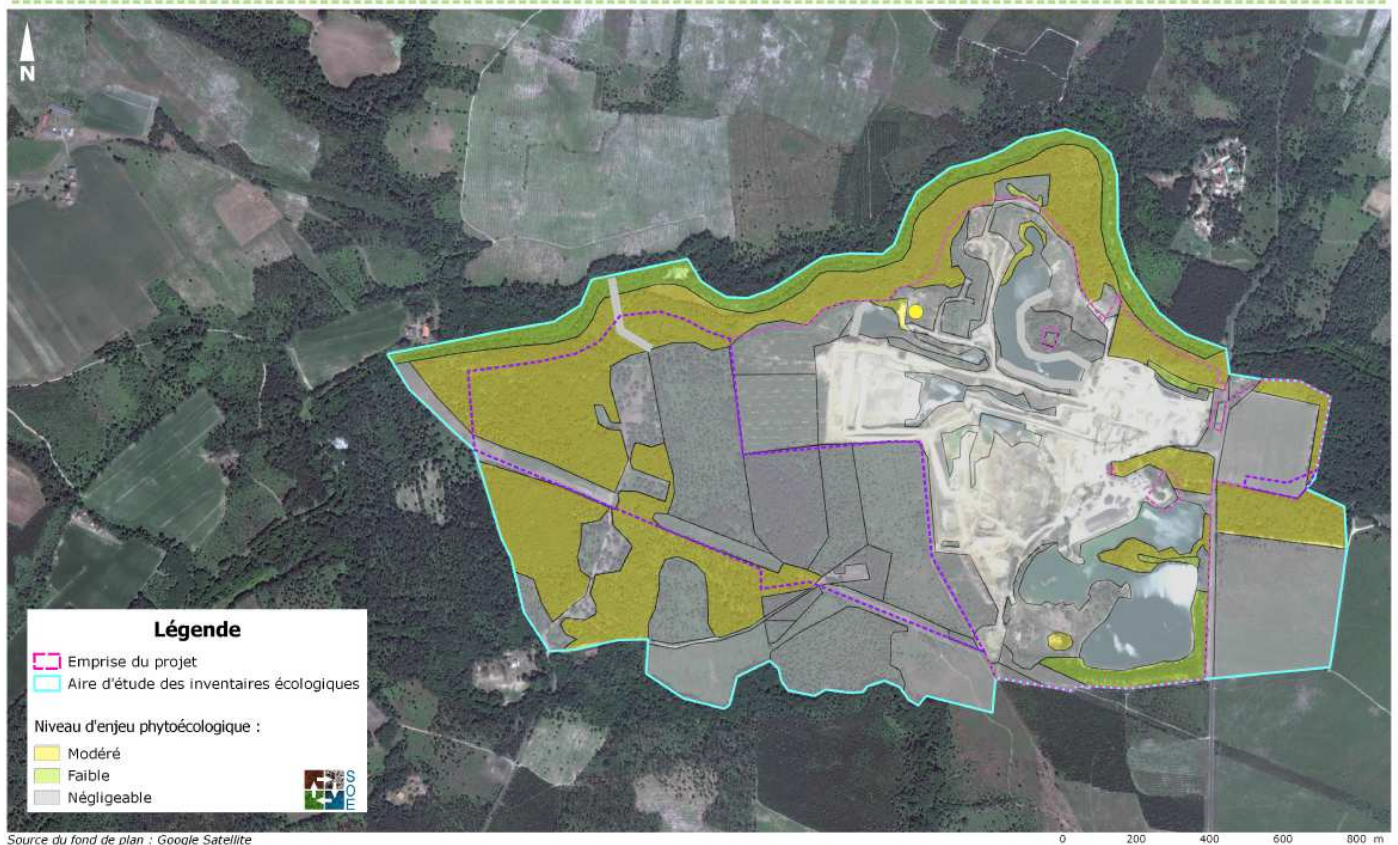 N
Légende
Emprise du projet
Aire d'étude des inventaires écologiques
Niveau d'enjeu phytoécologique :
Modéré
Faible
Négligeable
SOE
Source du fond de plan : Google Satellite
0 200 400 600 800 m